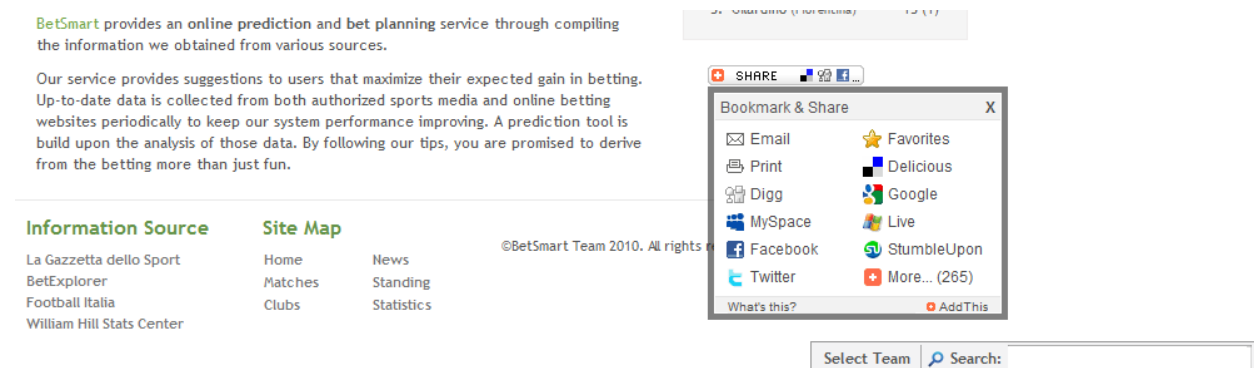 BetSmart provides an online prediction and bet planning service through compiling
the information we obtained from various sources.
Our service provides suggestions to users that maximize their expected gain in betting.
Up-to-date data is collected from both authorized sports media and online betting
websites periodically to keep our system performance improving. A prediction tool is
build upon the analysis of those data. By following our tips, you are promised to derive
from the betting more than just fun.
SHARE ...
Bookmark & Share X
Email Favorites
Print Delicious
Digg Google
MySpace Live
Facebook StumbleUpon
Twitter More... (265)
What's this? AddThis
Information Source
La Gazzetta dello Sport
BetExplorer
Football Italia
William Hill Stats Center
Site Map
Home News
Matches Standing
Clubs Statistics
©BetSmart Team 2010. All rights
Select Team Search: